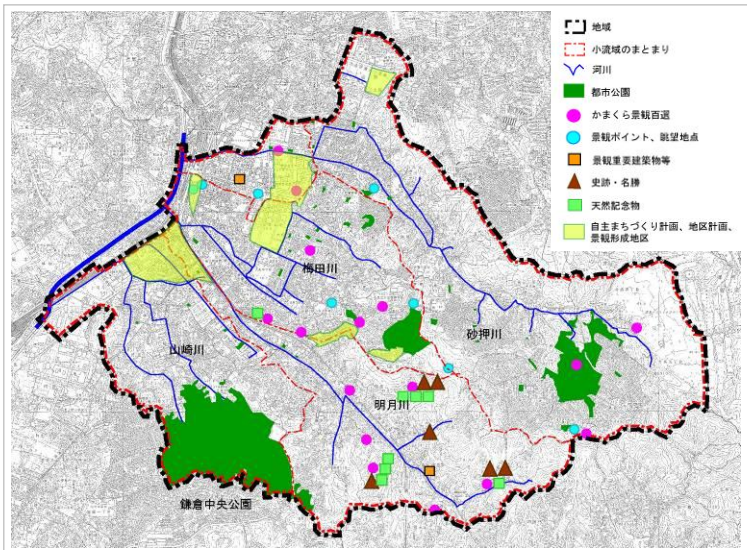 地域
小流域のまとまり
河川
都市公園
かまくら景観百選
景観ポイント、眺望地点
景観重要建築物等
史跡・名勝
天然記念物
自主まちづくり計画、地区計画、
景観形成地区
梅田川
砂押川
山崎川
明月川
鎌倉中央公園